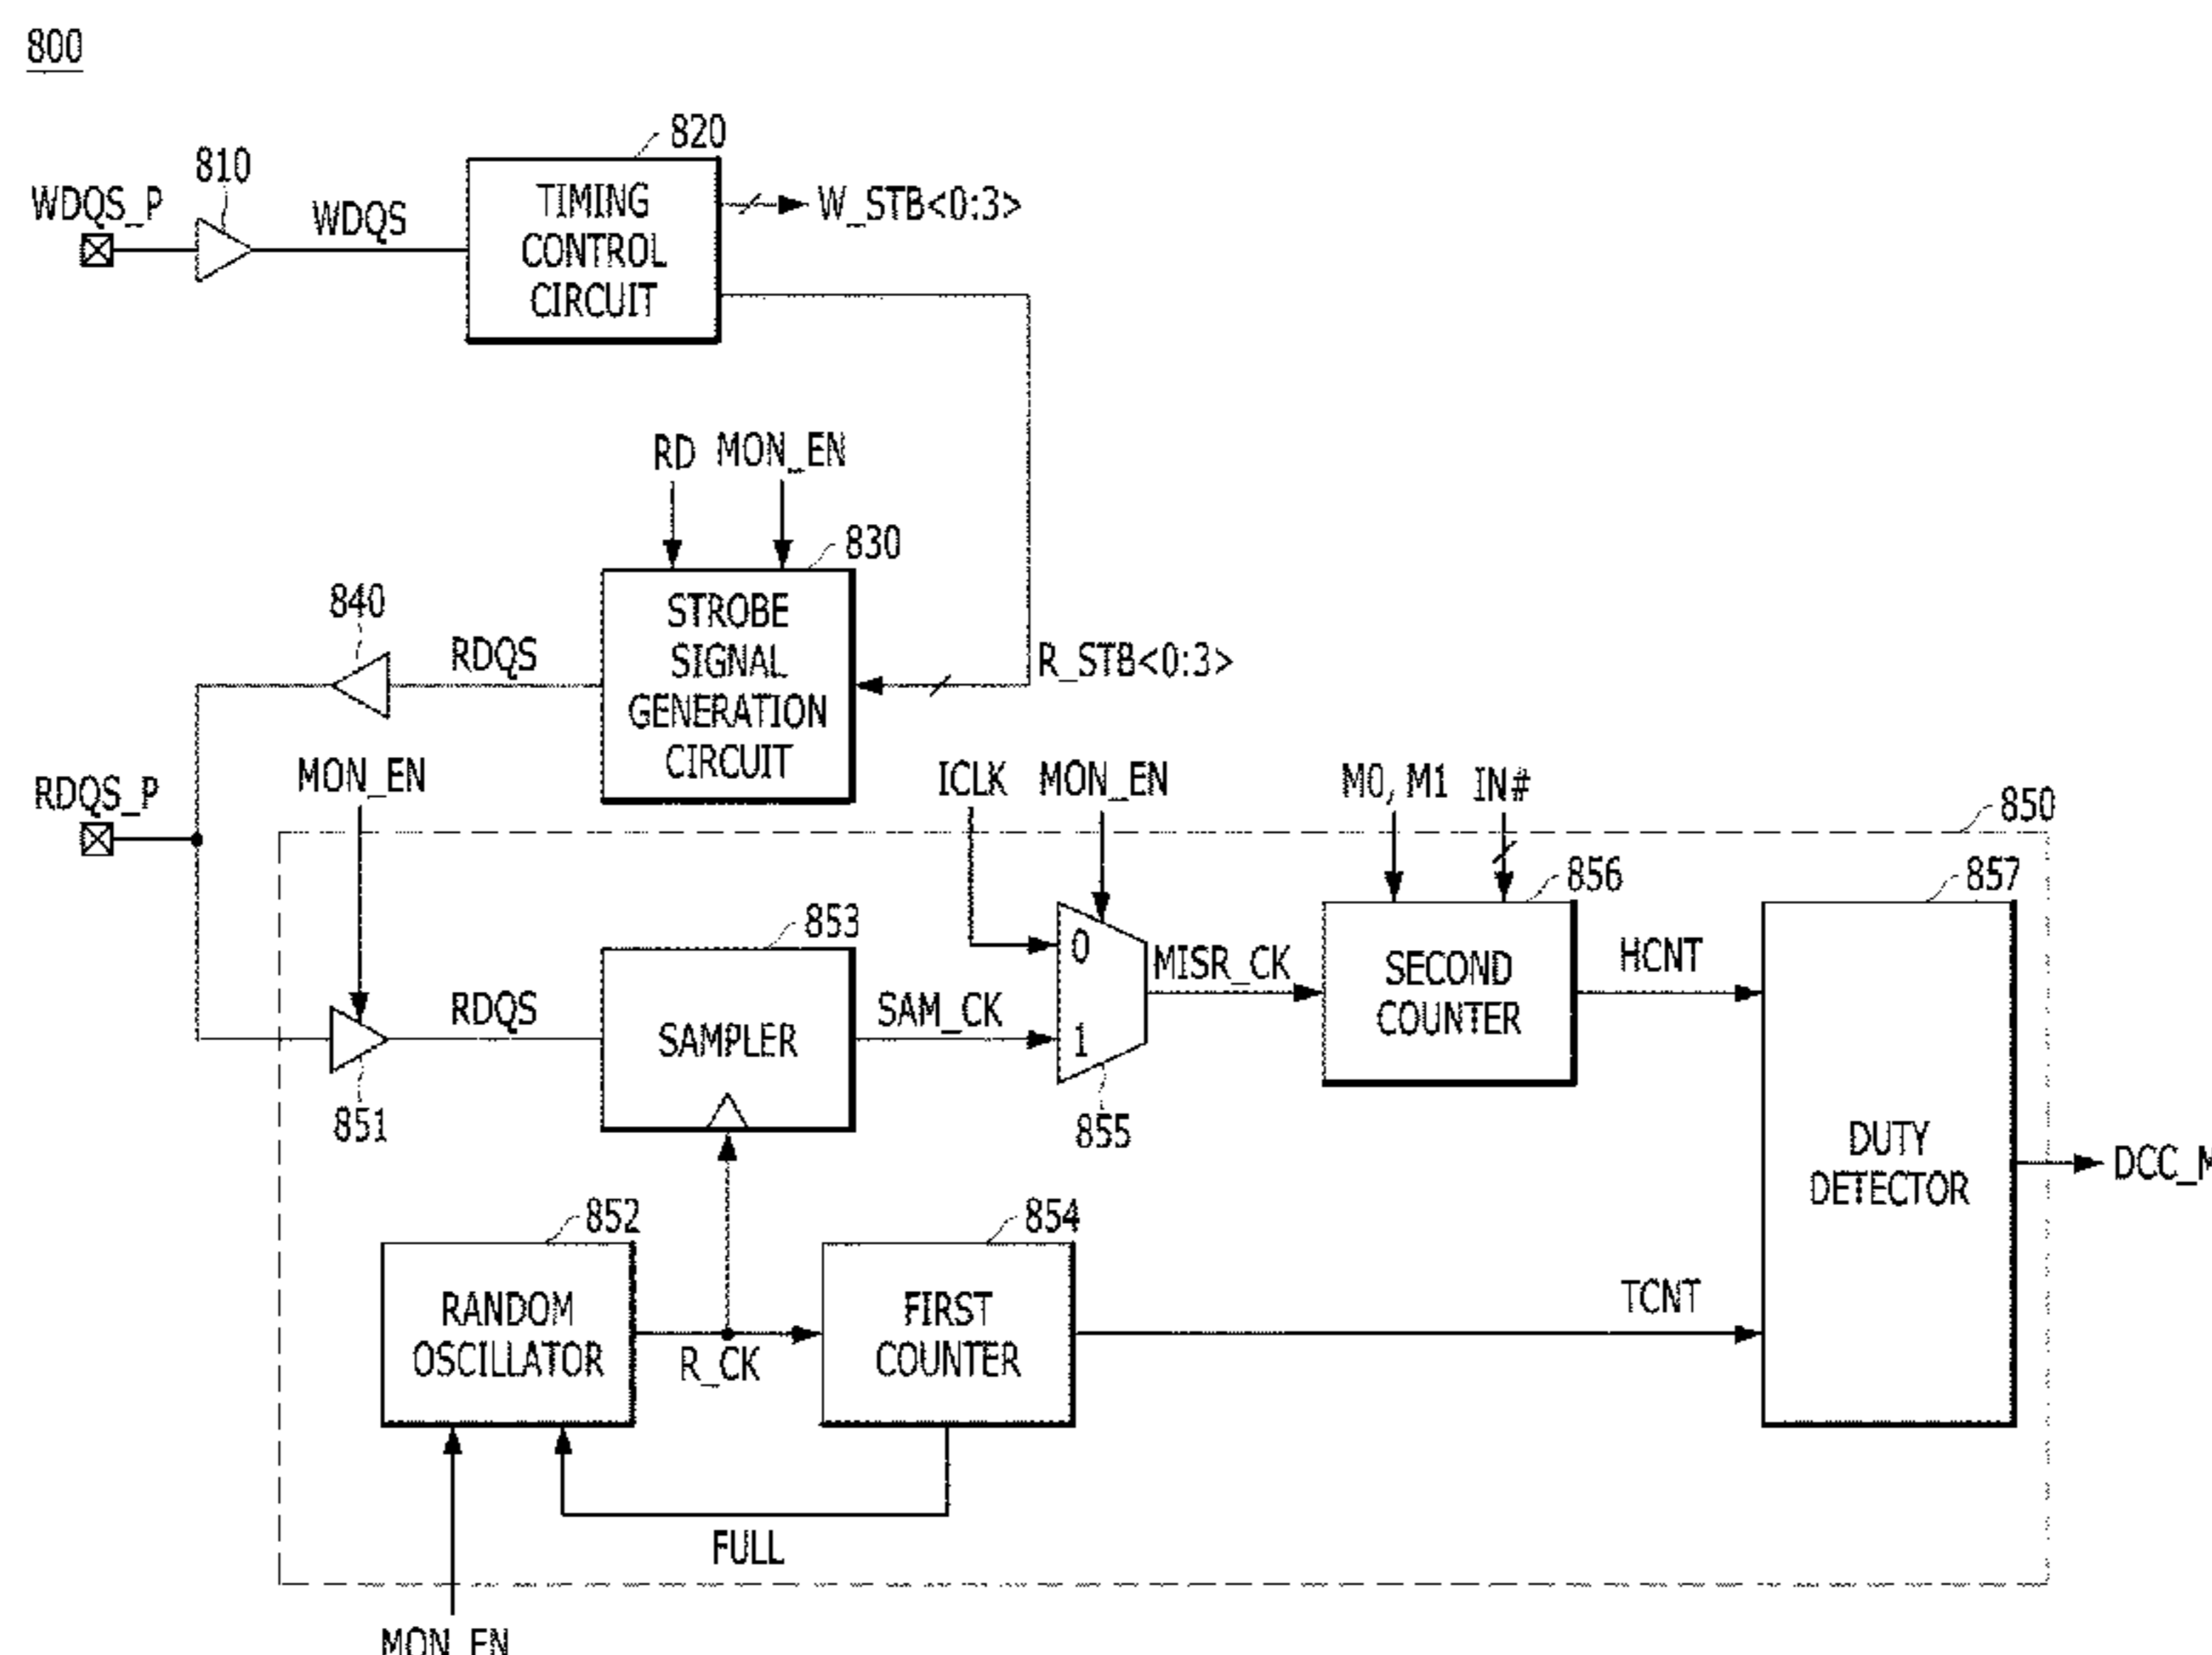 800
820
810
WDQS_P
WDQS
TIMING
CONTROL
CIRCUIT
W_STB<0:3>
RD
MON_EN
830
840
RDQS
STROBE
SIGNAL
GENERATION
CIRCUIT
R_STB<0:3>
RDQS_P
MON_EN
ICLK
MON_EN
M0, M1
IN#
850
853
856
857
RDQS
SAMPLER
SAM_CK
0
1
MISR_CK
SECOND
COUNTER
HCNT
851
855
DUTY
DETECTOR
DCC_M
852
854
RANDOM
OSCILLATOR
R_CK
FIRST
COUNTER
TCNT
FULL
MON_EN